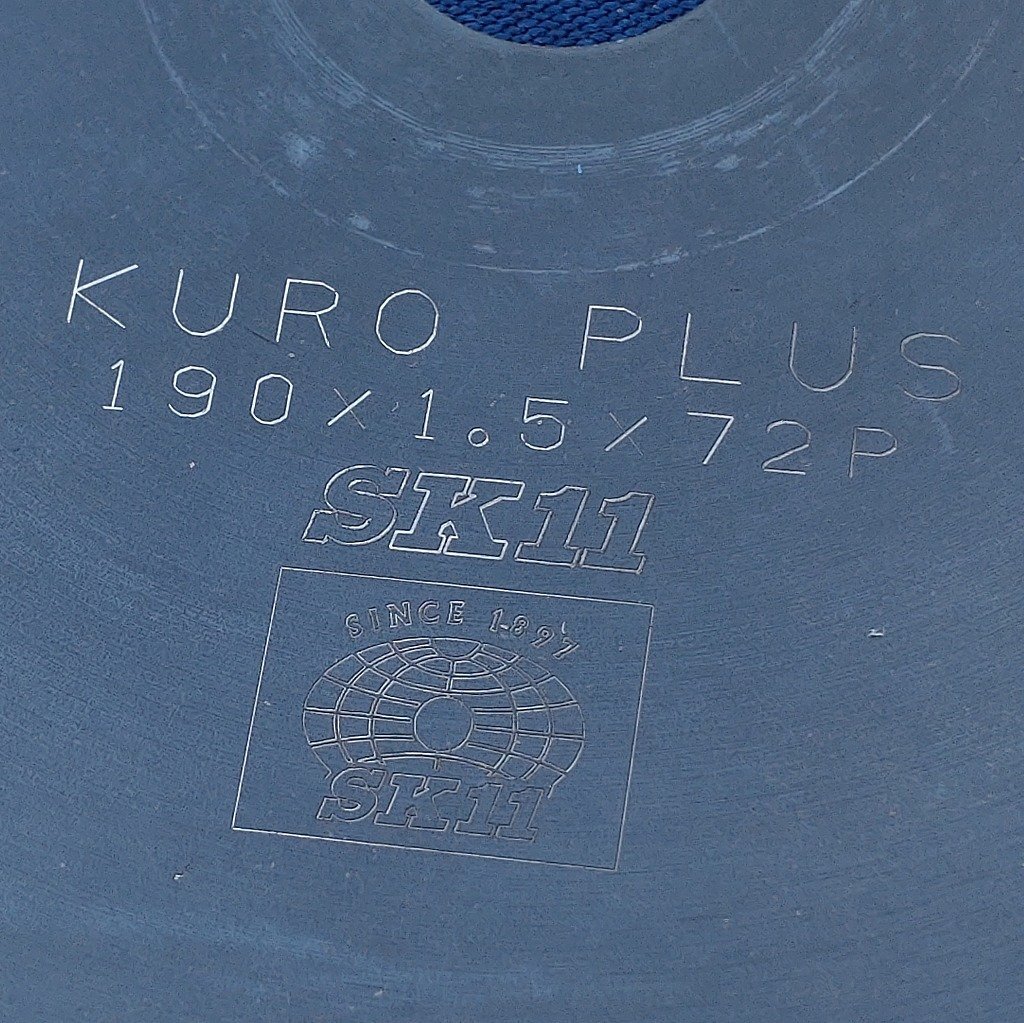 KURO PLUS
190×1.5×72P
SK11
SINCE 1897
SK11